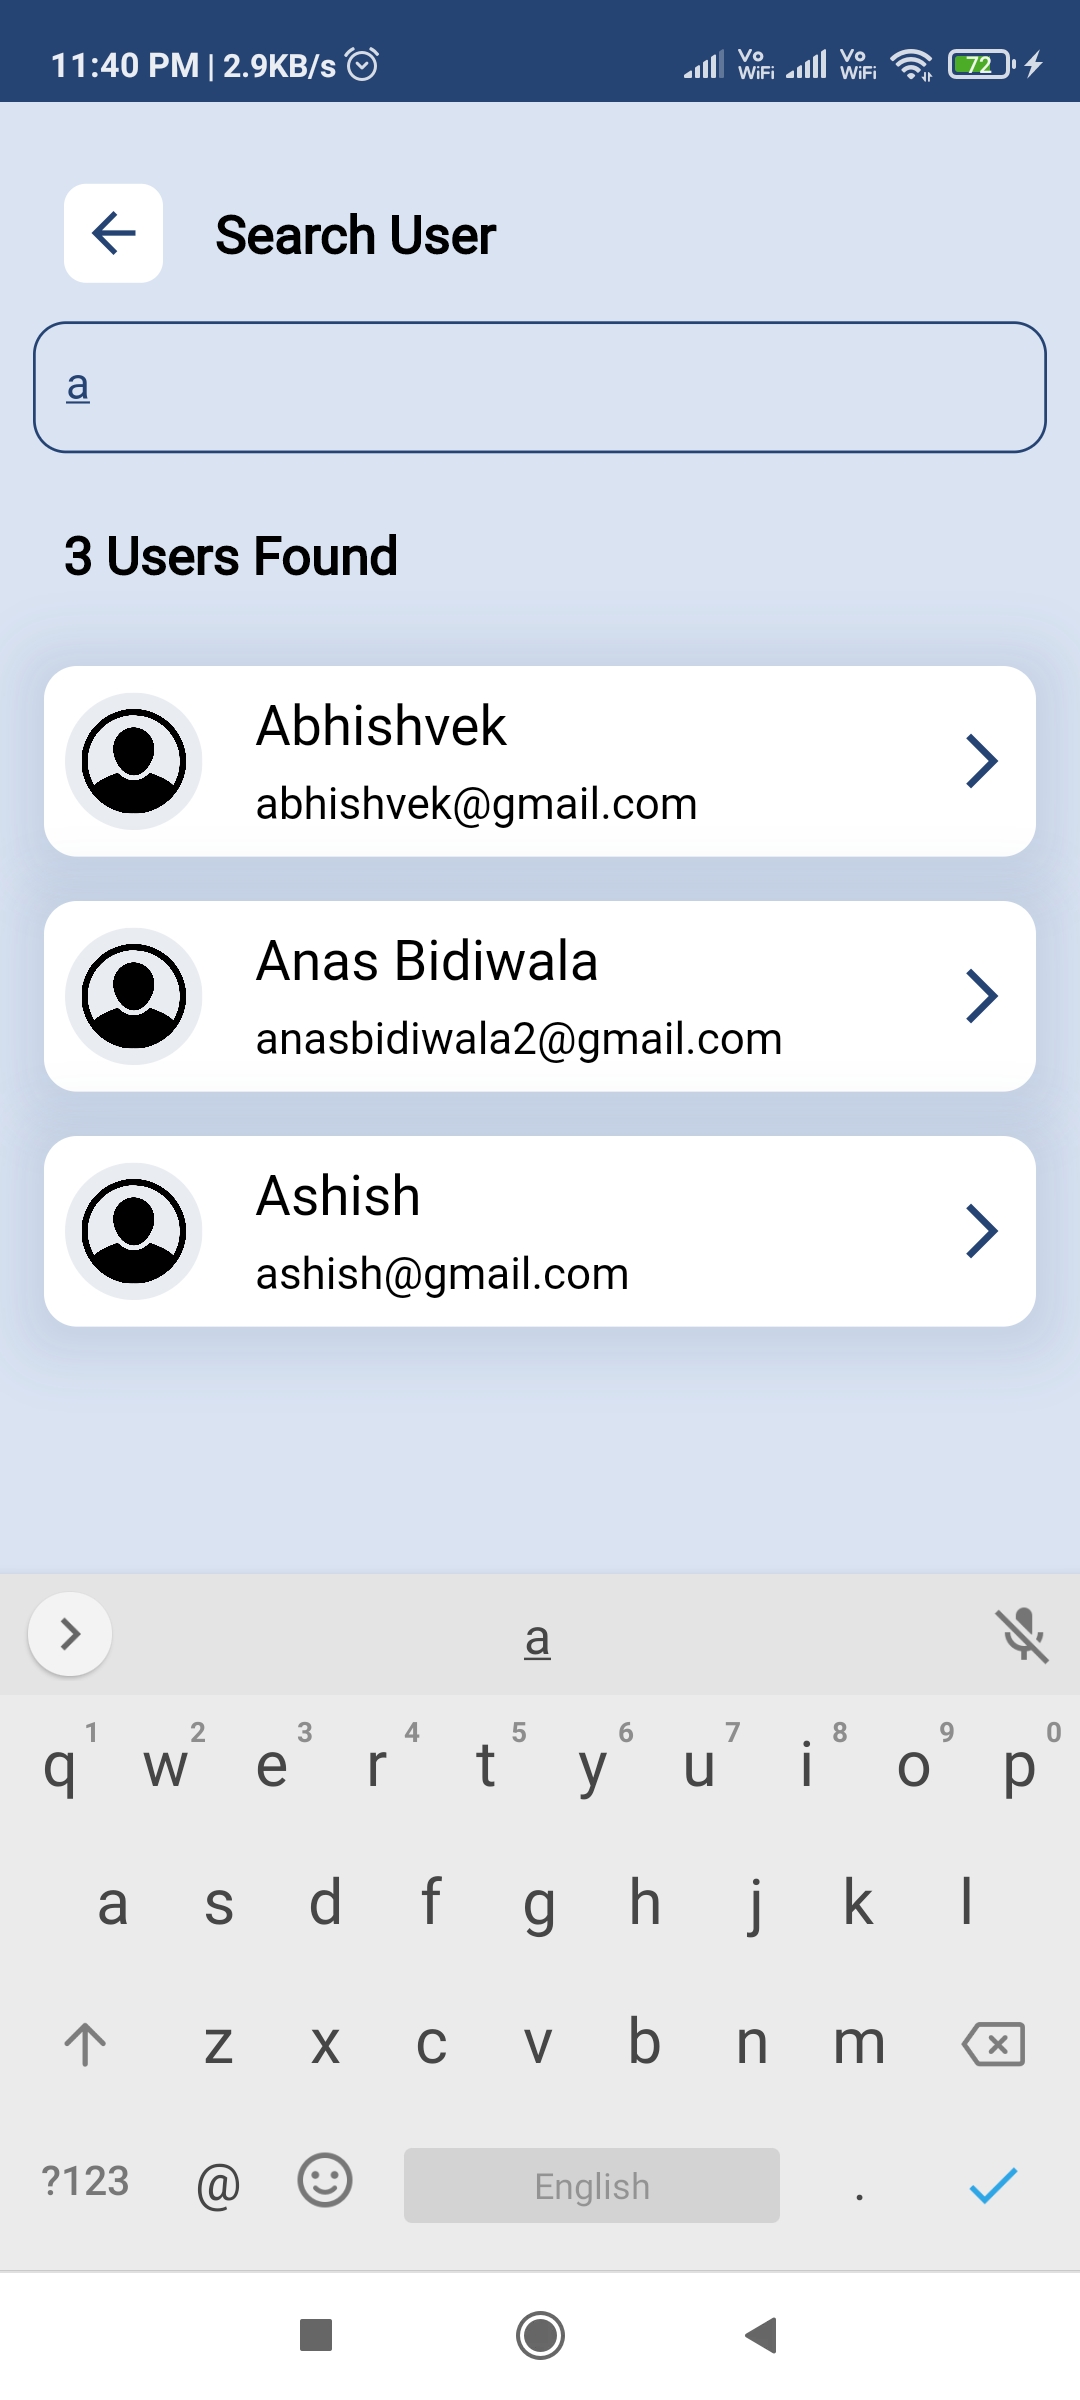 11:40 PM | 2.9KB/s
Vo WiFi Vo WiFi 72
Search User
a
3 Users Found
Abhishvek
abhishvek@gmail.com
Anas Bidiwala
anasbidiwala2@gmail.com
Ashish
ashish@gmail.com
a
1 2 3 4 5 6 7 8 9 0
q w e r t y u i o p
a s d f g h j k l
z x c v b n m
?123 @ English .